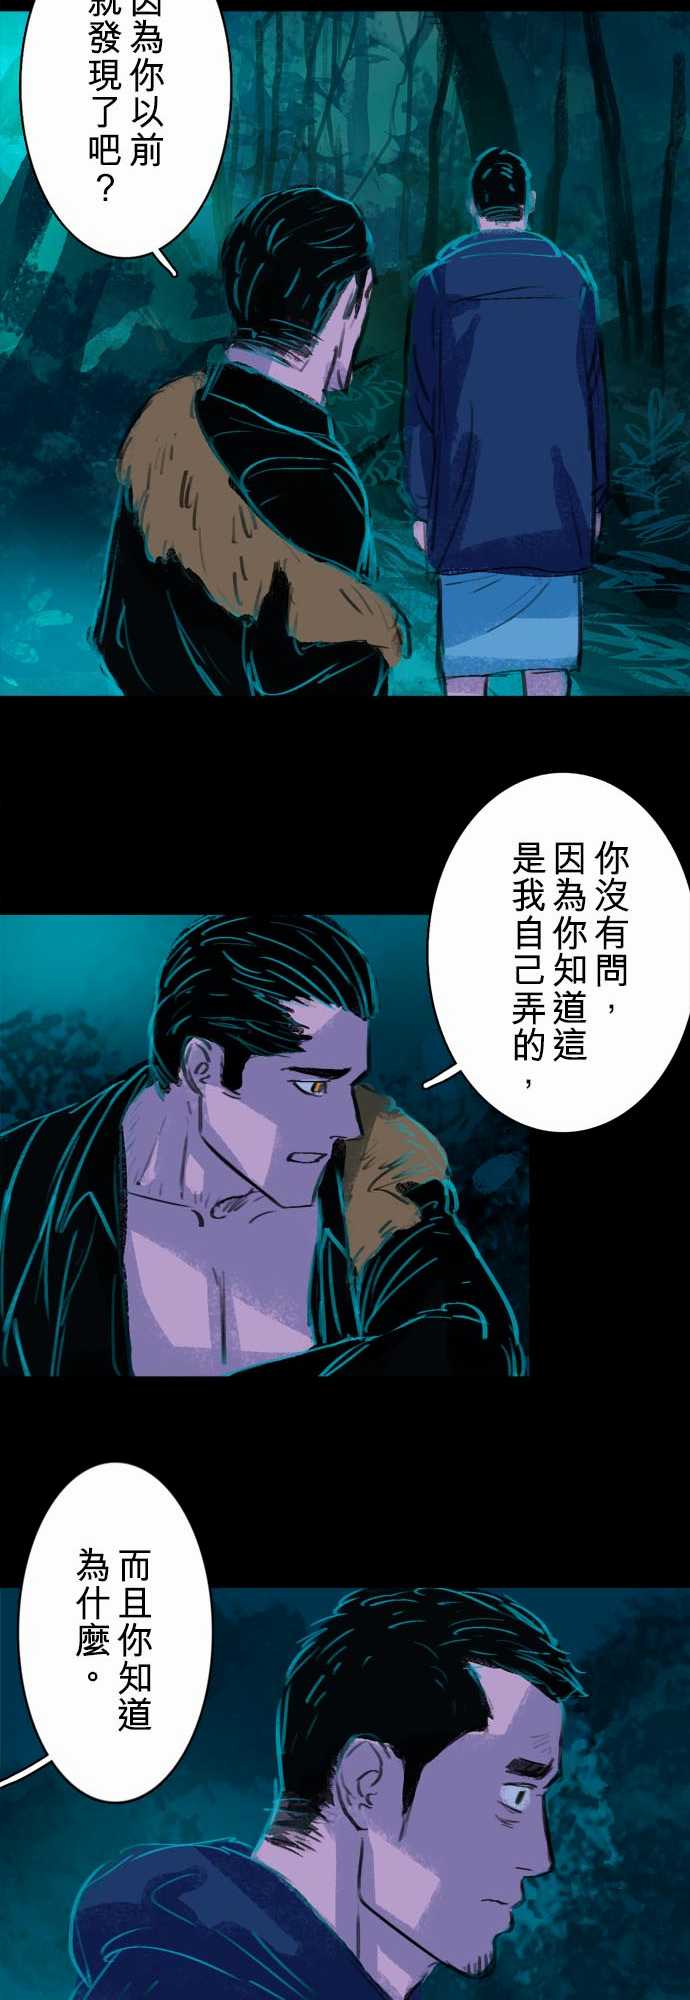 因為你以前
就發現了吧？
你沒有問，
因為你知道這
是我自己弄的，
而且你知道
為什麼。